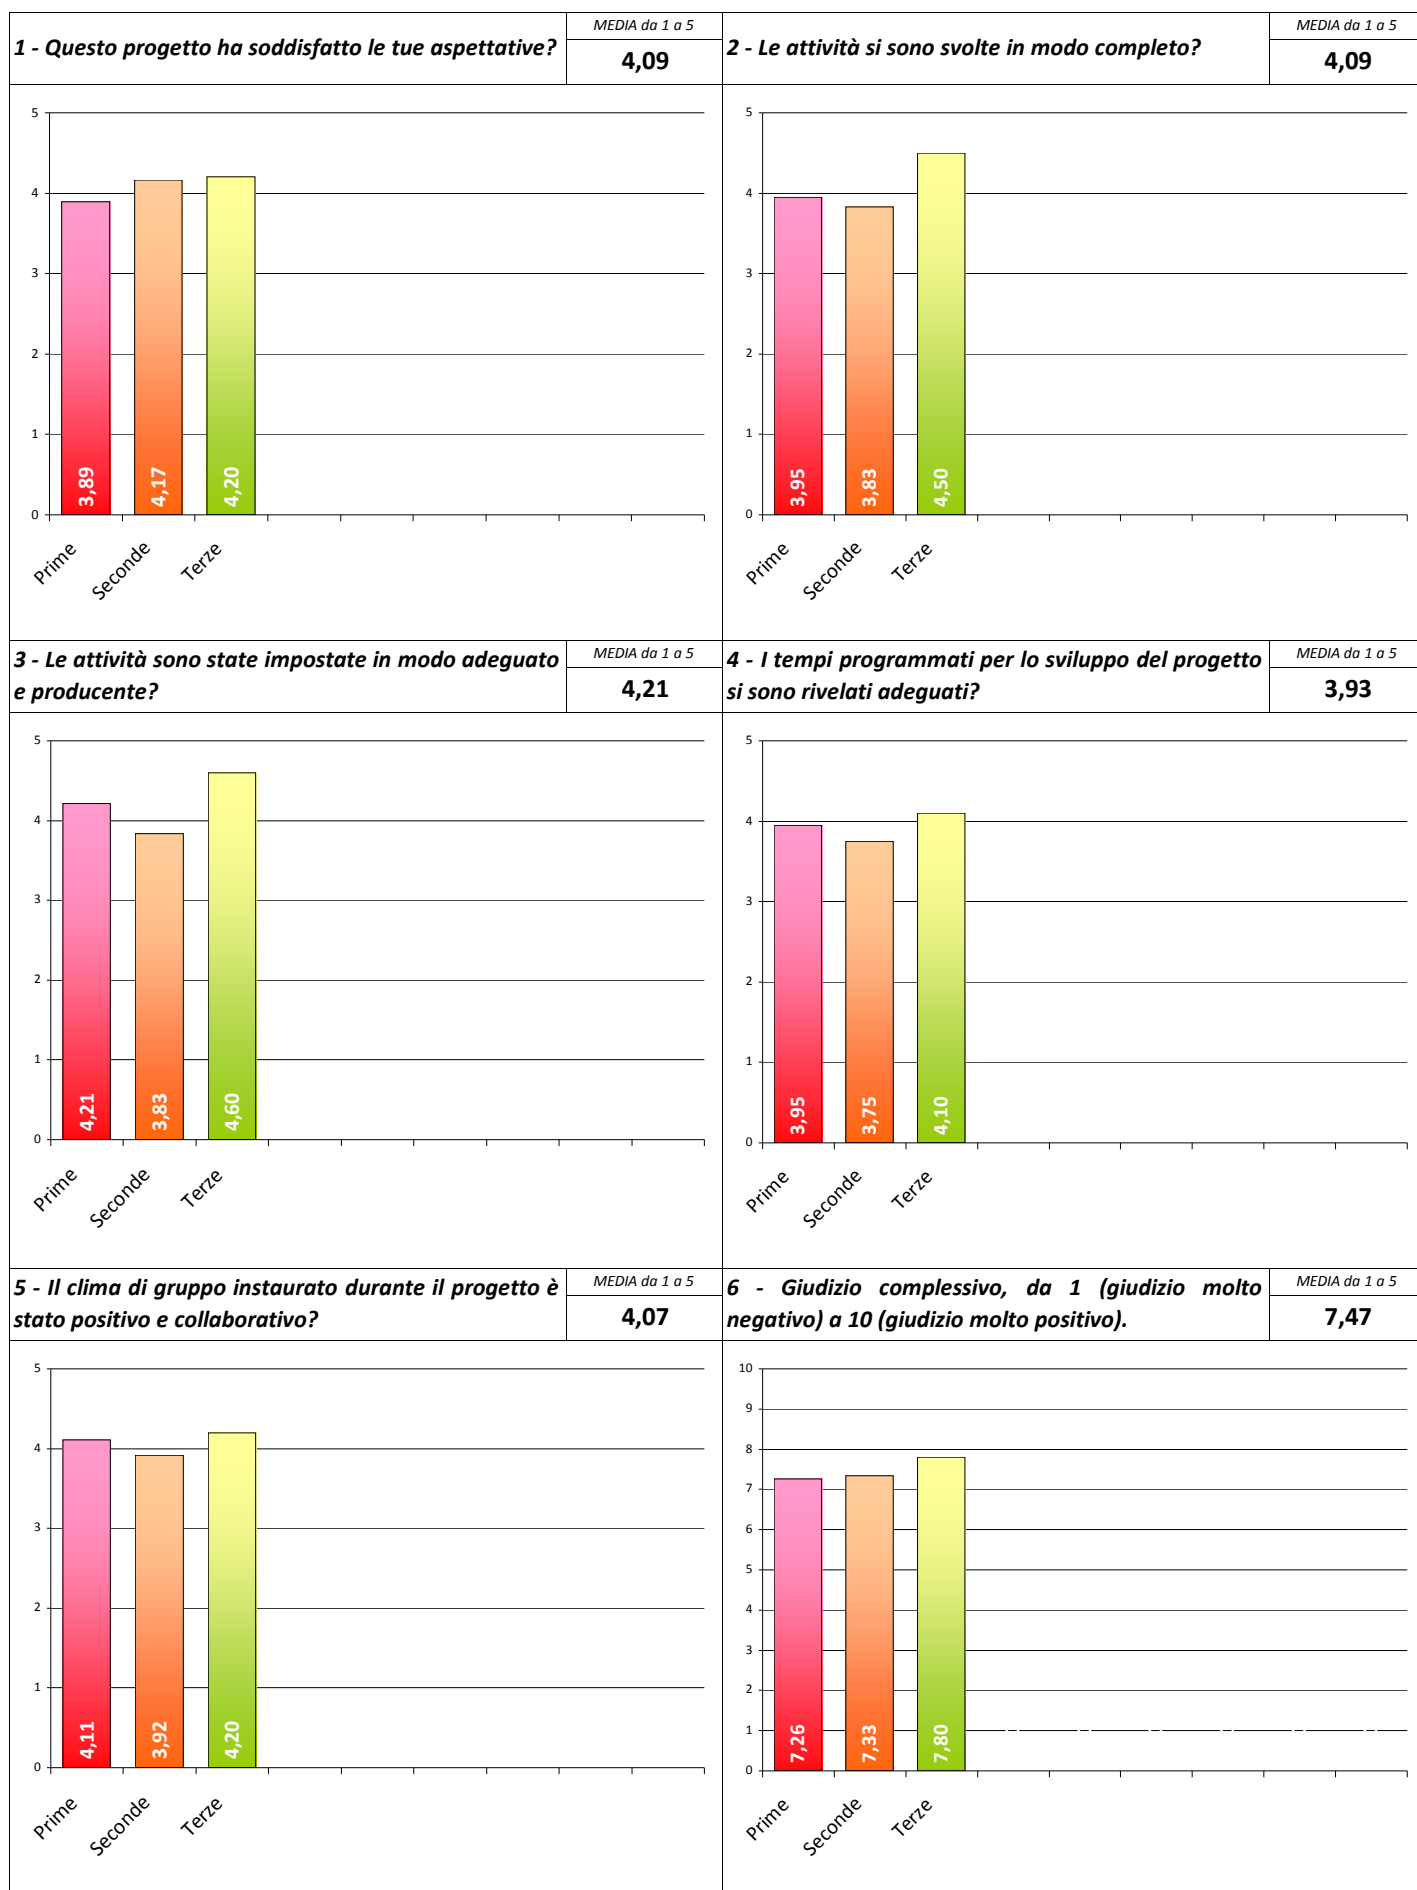 1 - Questo progetto ha soddisfatto le tue aspettative?
MEDIA da 1 a 5
4,09
5
4
3
2
1
0
3,89
4,17
4,20
Prime
Seconde
Terze
2 - Le attività si sono svolte in modo completo?
MEDIA da 1 a 5
4,09
5
4
3
2
1
0
3,95
3,83
4,50
Prime
Seconde
Terze
3 - Le attività sono state impostate in modo adeguato
e producente?
MEDIA da 1 a 5
4,21
5
4
3
2
1
0
4,21
3,83
4,60
Prime
Seconde
Terze
4 - I tempi programmati per lo sviluppo del progetto
si sono rivelati adeguati?
MEDIA da 1 a 5
3,93
5
4
3
2
1
0
3,95
3,75
4,10
Prime
Seconde
Terze
5 - Il clima di gruppo instaurato durante il progetto è
stato positivo e collaborativo?
MEDIA da 1 a 5
4,07
5
4
3
2
1
0
4,11
3,92
4,20
Prime
Seconde
Terze
6 - Giudizio complessivo, da 1 (giudizio molto
negativo) a 10 (giudizio molto positivo).
MEDIA da 1 a 5
7,47
10
9
8
7
6
5
4
3
2
1
0
7,26
7,33
7,80
Prime
Seconde
Terze